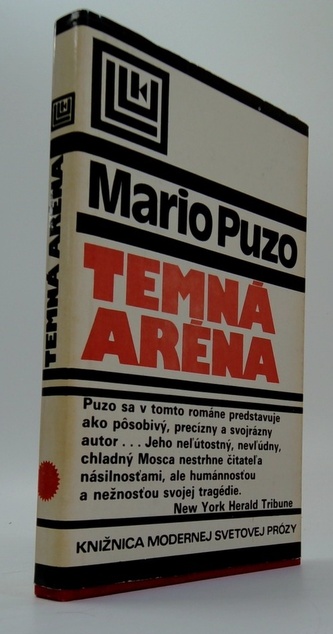 TEMNÁ ARÉNA
Mario Puzo
TEMNÁ
ARÉNA
Puzo sa v tomto románe predstavuje
ako pôsobivý, precízny a svojrázny
autor . . . Jeho neľútostný, nevľúdny,
chladný Mosca nestrhne čitateľa
násilnosťami, ale humánnosťou
a nežnosťou svojej tragédie.
New York Herald Tribune
KNIŽNICA MODERNEJ SVETOVEJ PRÓZY